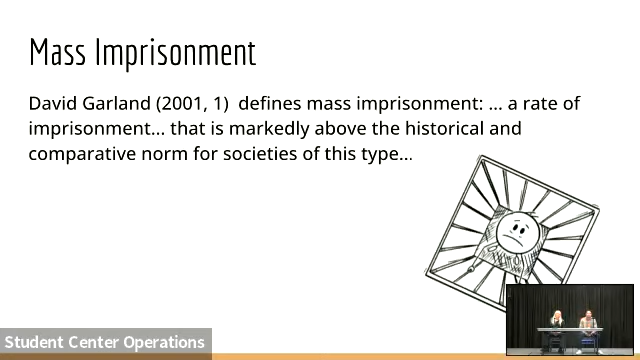 Mass Imprisonment
David Garland (2001, 1)  defines mass imprisonment: ... a rate of
imprisonment... that is markedly above the historical and
comparative norm for societies of this type...
Student Center Operations